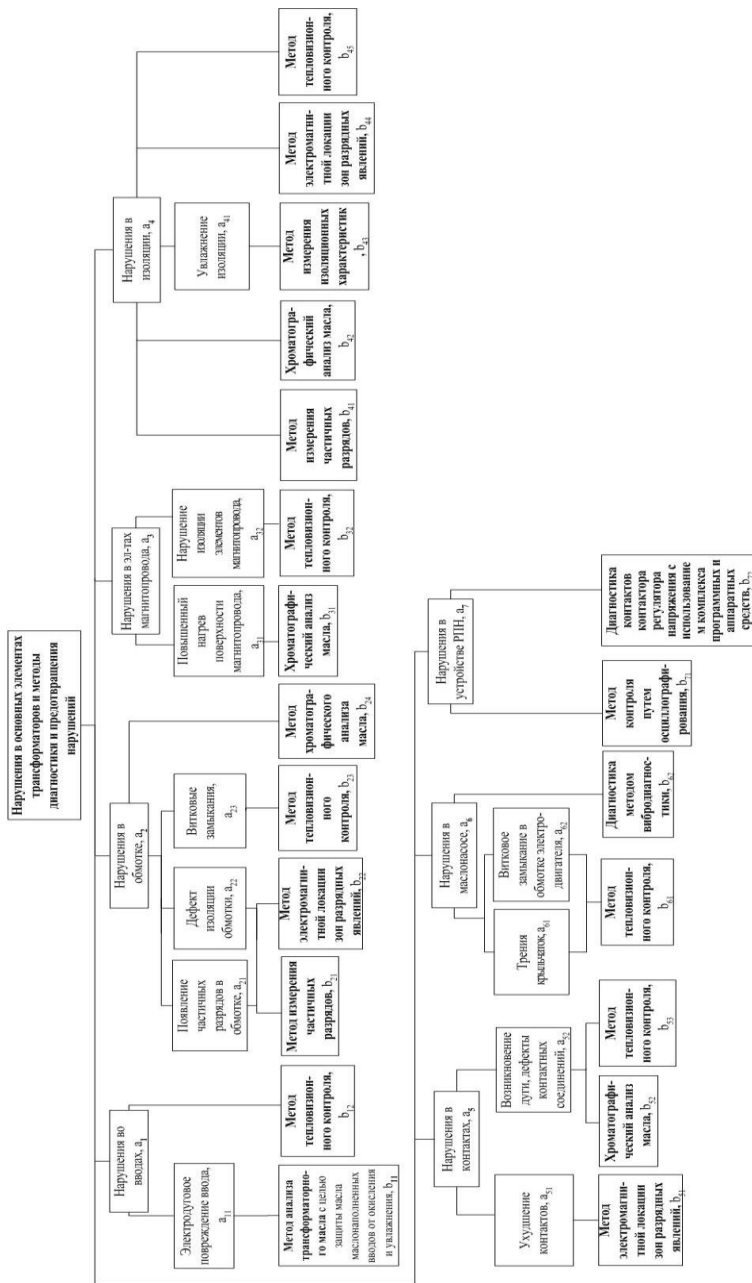 Нарушения в основных элементах
трансформаторов и методы
диагностики и предотвращения
нарушений
Нарушения во
вводах, a₁
Электродуговое
повреждение ввода,
a₁₁
Метод анализа
трансформаторно-
го масла с целью
защиты масла
маслонаполненных
вводов от окисления
и увлажнения, b₁₁
Метод
тепловизион-
ного контроля,
b₁₂
Нарушения в
обмотке, a₂
Появление
частичных
разрядов в
обмотке, a₂₁
Дефект
изоляции
обмотки, a₂₂
Витковые
замыкания,
a₂₃
Метод измерения
частичных
разрядов, b₂₁
Метод
электромагни-
тной локации
зон разрядных
явлений, b₂₂
Метод
тепловизион-
ного
контроля, b₂₃
Метод
хроматогра-
фического
анализа
масла, b₂₄
Нарушения в эл-тах
магнитопровода, a₃
Повышенный
нагрев
поверхности
магнитопровода,
a₃₁
Нарушение
изоляции
элементов
магнитопровода,
a₃₂
Хроматографи-
ческий анализ
масла, b₃₁
Метод
тепловизион-
ного контроля,
b₃₂
Нарушения в
изоляции, a₄
Увлажнение
изоляции, a₄₁
Метод
измерения
частичных
разрядов, b₄₁
Хроматогра-
фический
анализ масла,
b₄₂
Метод
измерения
изоляционных
характеристик
, b₄₃
Метод
электромагни-
тной локации
зон разрядных
явлений, b₄₄
Метод
тепловизион-
ного контроля,
b₄₅
Нарушения в
контактах, a₅
Ухудшение
контактов, a₅₁
Возникновение
дуги, дефекты
контактных
соединений, a₅₂
Метод
электромагни-
тной локации
зон разрядных
явлений, b₅₁
Хроматографи-
ческий анализ
масла, b₅₂
Метод
тепловизион-
ного контроля,
b₅₃
Нарушения в
маслонасосе, a₆
Трения
крыльчаток, a₆₁
Витковое
замыкание в
обмотке электро-
двигателя, a₆₂
Метод
тепловизион-
ного контроля,
b₆₁
Диагностика
методом
вибродиагнос-
тики, b₆₂
Нарушения в
устройстве РПН, a₇
Метод
контроля
путем
осциллографи-
рования, b₇₁
Диагностика
контактов
контактора
регулятора
напряжения с
использование
м комплекса
программных и
аппаратных
средств, b₇₂